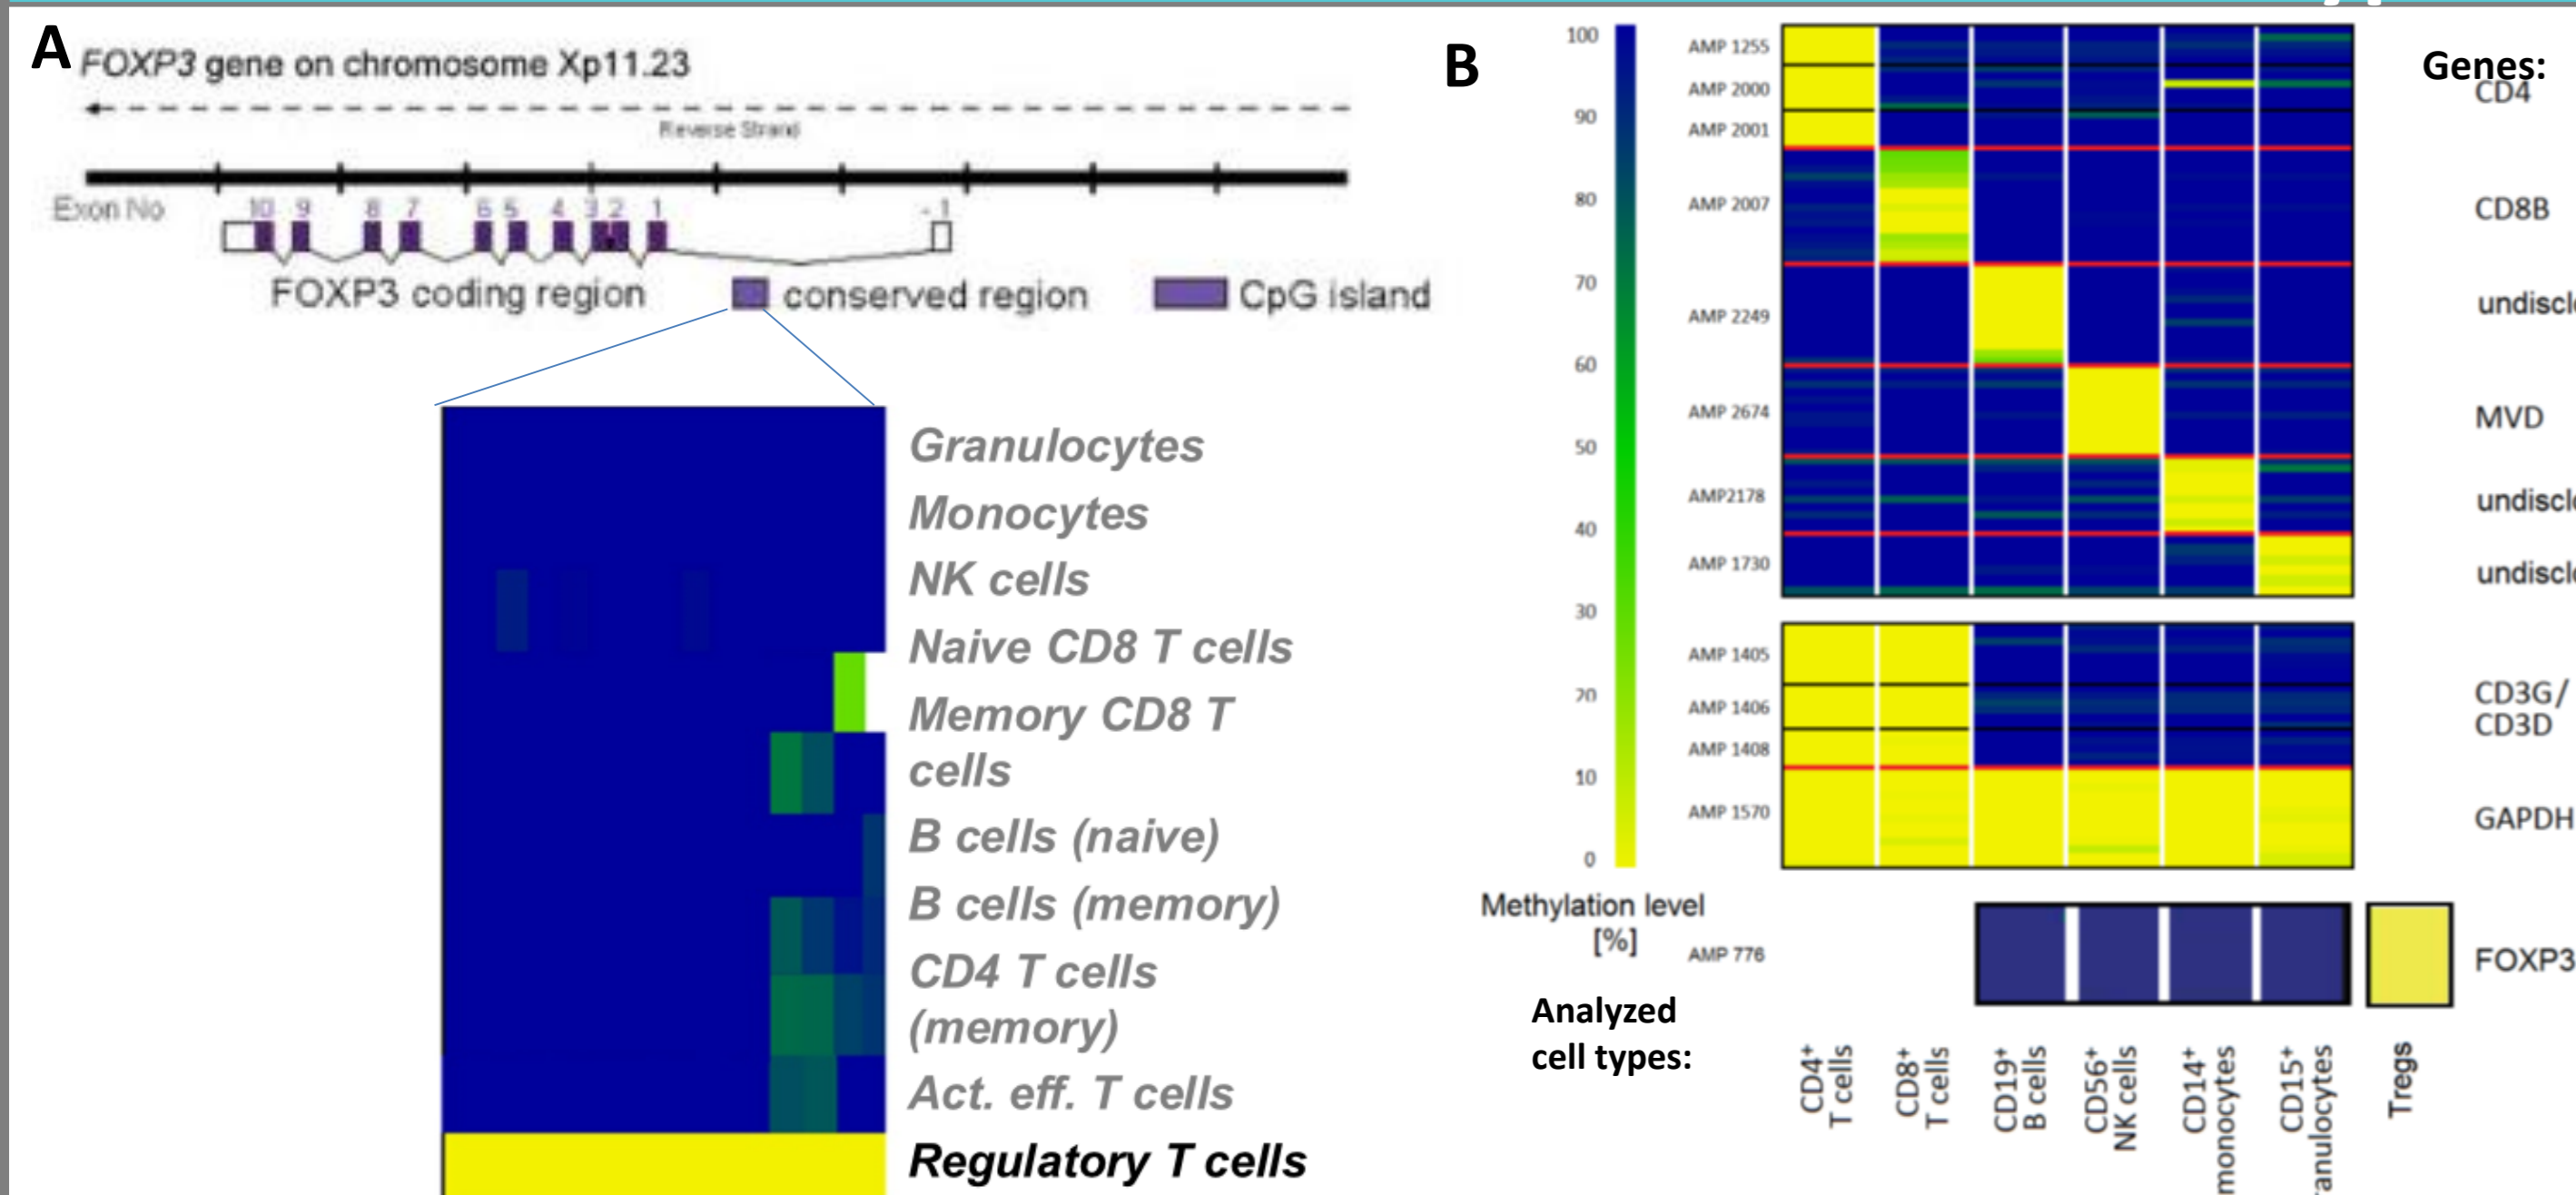 A
FOXP3 gene on chromosome Xp11.23
Reverse Strand
Exon No
10 9 8 7 6 5 4 3 2 1 - 1
FOXP3 coding region
conserved region
CpG island
Granulocytes
Monocytes
NK cells
Naive CD8 T cells
Memory CD8 T
cells
B cells (naive)
B cells (memory)
CD4 T cells
(memory)
Act. eff. T cells
Regulatory T cells
B
100
90
80
70
60
50
40
30
20
10
0
Methylation level
[%]
AMP 1255
AMP 2000
AMP 2001
AMP 2007
AMP 2249
AMP 2674
AMP2178
AMP 1730
AMP 1405
AMP 1406
AMP 1408
AMP 1570
AMP 776
Genes:
CD4
CD8B
undiscl
MVD
undiscl
undiscl
CD3G/
CD3D
GAPDH
FOXP3
Analyzed
cell types:
CD4+
T cells
CD8+
T cells
CD19+
B cells
CD56+
NK cells
CD14+
monocytes
CD15+
ranulocytes
Tregs